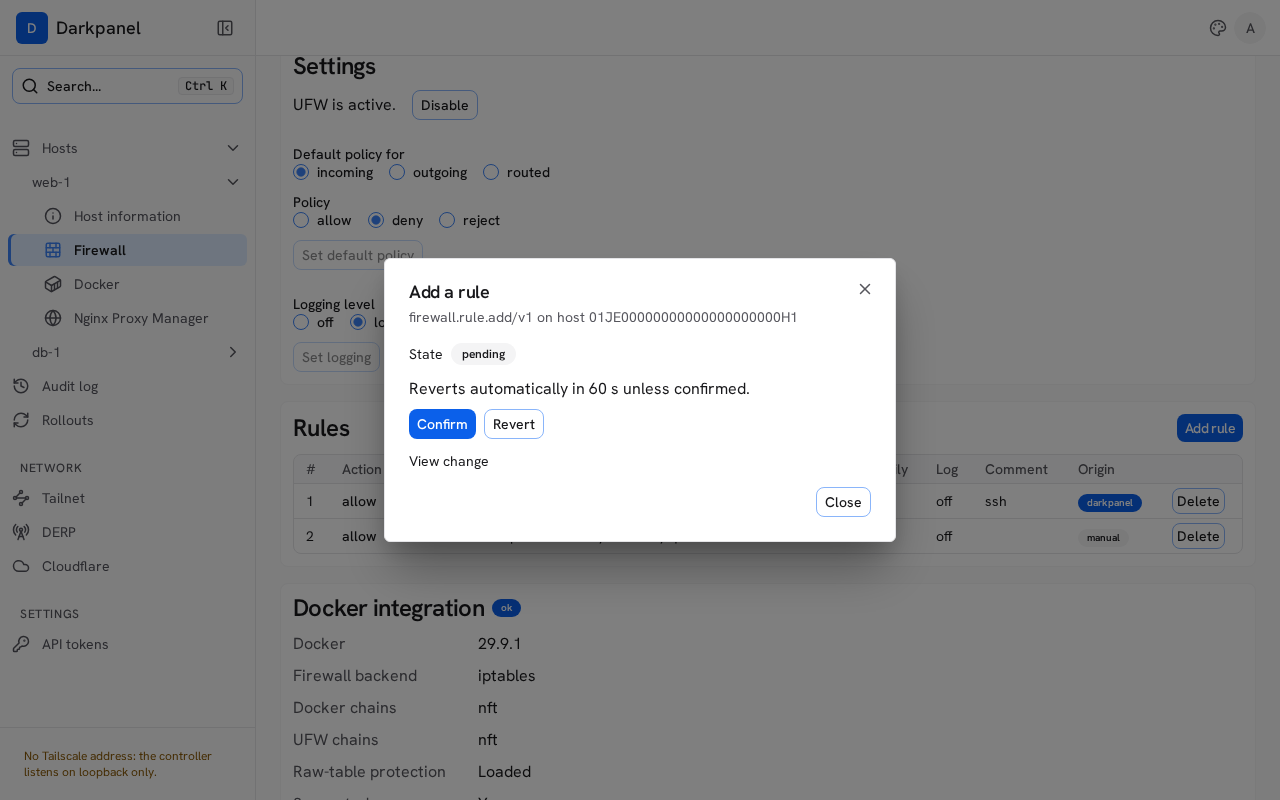 D Darkpanel
A
Search... Ctrl K
Hosts
web-1
Host information
Firewall
Docker
Nginx Proxy Manager
db-1
Audit log
Rollouts
NETWORK
Tailnet
DERP
Cloudflare
SETTINGS
API tokens
No Tailscale address: the controller
listens on loopback only.
Settings
UFW is active. Disable
Default policy for
incoming outgoing routed
Policy
allow deny reject
Set default policy
Logging level
off
Set logging
Add a rule
firewall.rule.add/v1 on host 01JE00000000000000000000H1
State pending
Reverts automatically in 60 s unless confirmed.
Confirm Revert
View change
Close
Rules Add rule
# Action Log Comment Origin
1 allow off ssh darkpanel Delete
2 allow off manual Delete
Docker integration ok
Docker 29.9.1
Firewall backend iptables
Docker chains nft
UFW chains nft
Raw-table protection Loaded